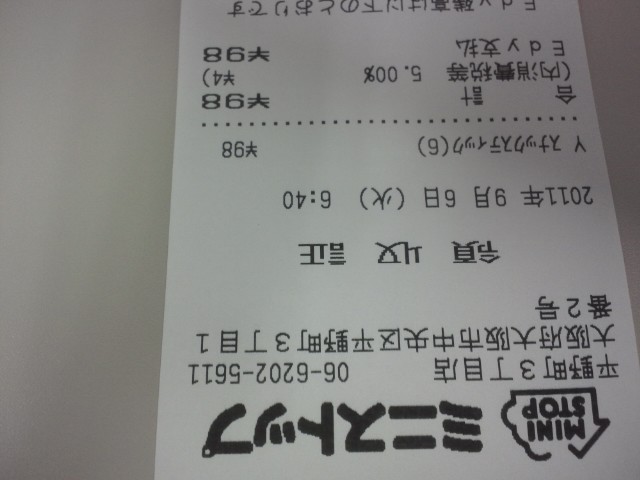 MINI STOP ミニストップ
平野町3丁目店 06-6202-5611
大阪府大阪市中央区平野町3丁目1
番2号
領 収 証
2011年 9月 6日 (火) 6:40
Y スナックスティック(6) ¥98
合 計 ¥98
(内消費税等 5.00% ¥4)
Edy支払 ¥98
Edy残高は以下のとおりです